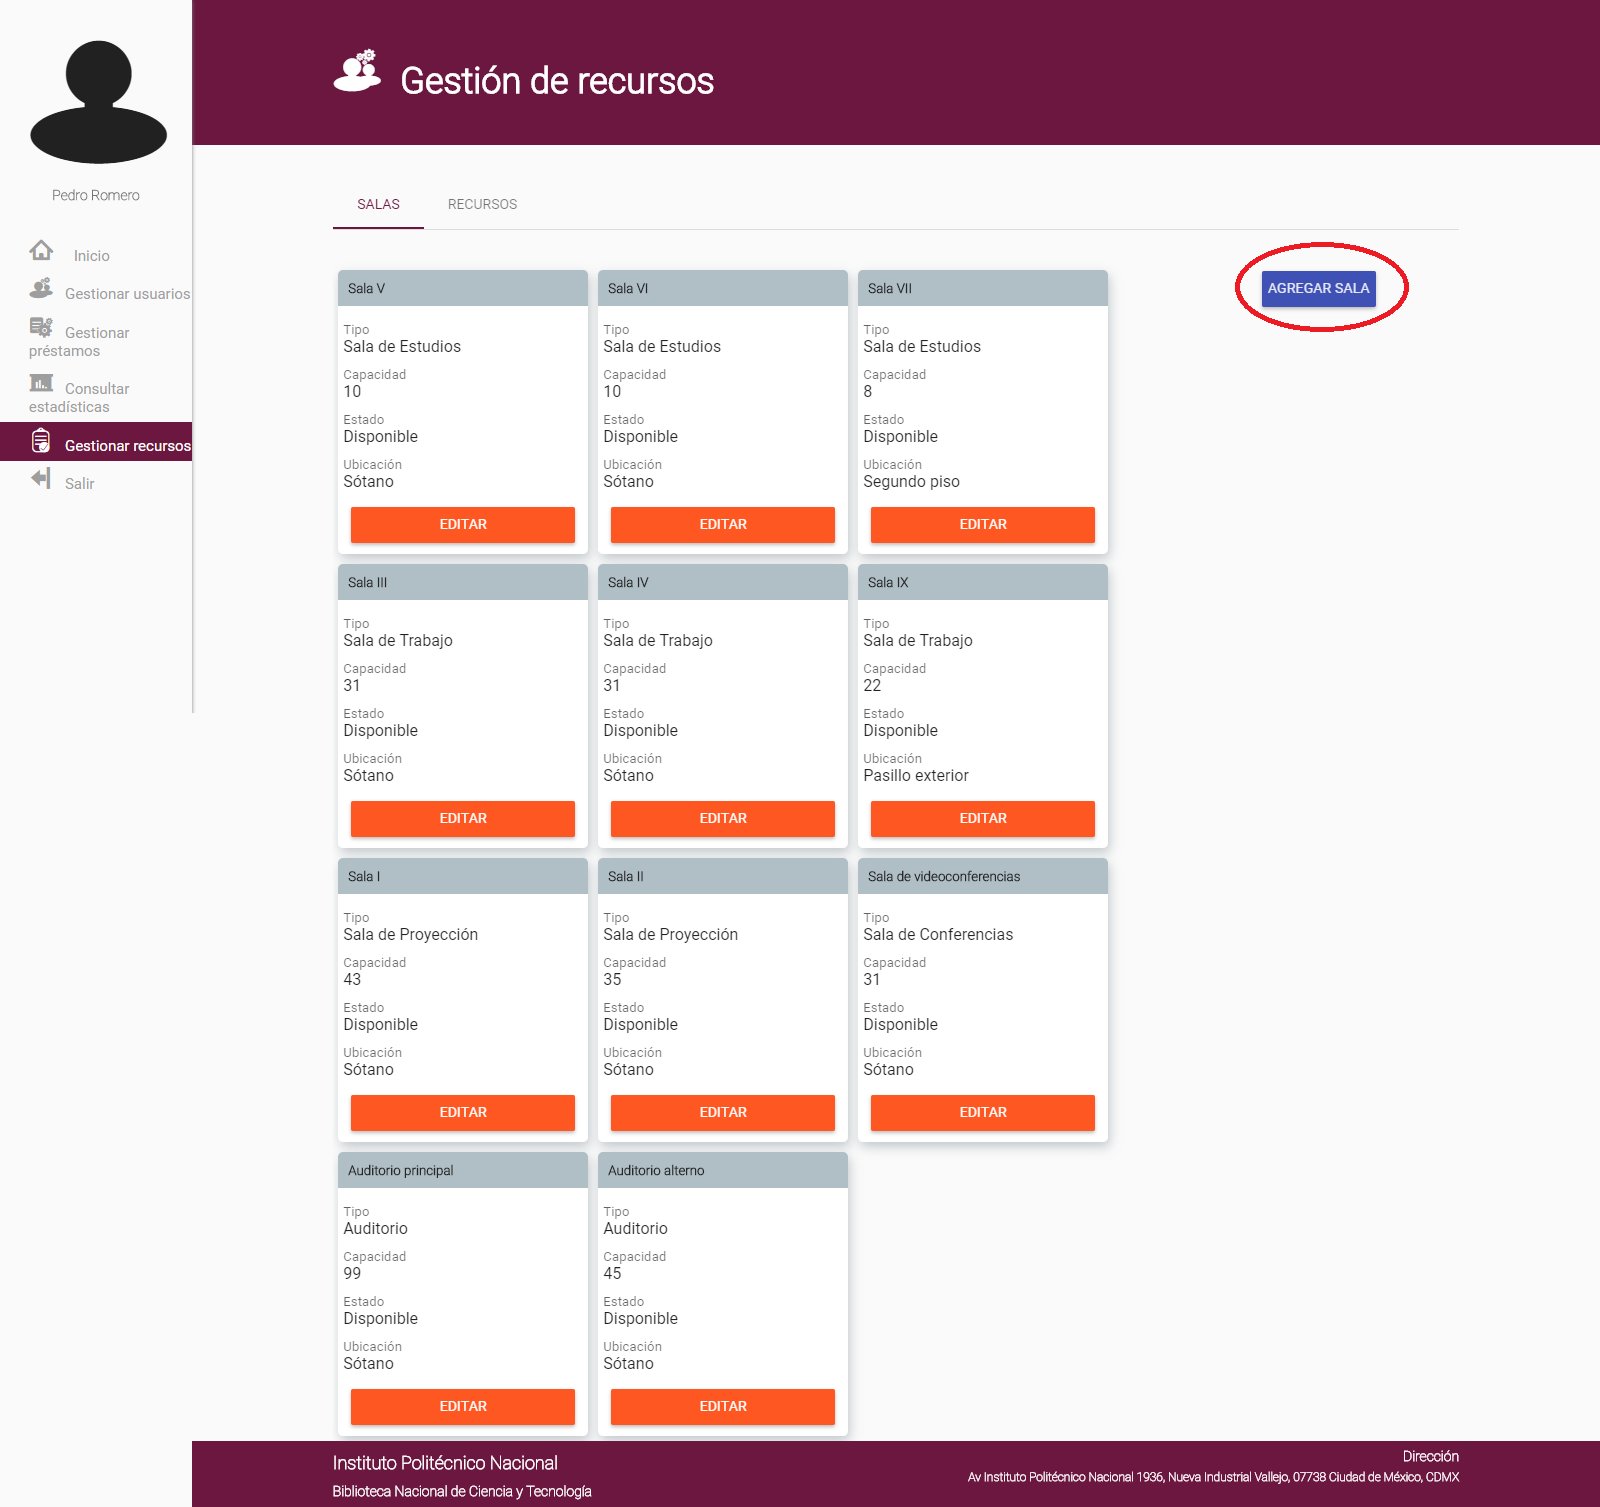 Pedro Romero
Inicio
Gestionar usuarios
Gestionar
préstamos
Consultar
estadísticas
Gestionar recursos
Salir
Gestión de recursos
SALAS
RECURSOS
AGREGAR SALA
Sala V
Tipo
Sala de Estudios
Capacidad
10
Estado
Disponible
Ubicación
Sótano
EDITAR
Sala VI
Tipo
Sala de Estudios
Capacidad
10
Estado
Disponible
Ubicación
Sótano
EDITAR
Sala VII
Tipo
Sala de Estudios
Capacidad
8
Estado
Disponible
Ubicación
Segundo piso
EDITAR
Sala III
Tipo
Sala de Trabajo
Capacidad
31
Estado
Disponible
Ubicación
Sótano
EDITAR
Sala IV
Tipo
Sala de Trabajo
Capacidad
31
Estado
Disponible
Ubicación
Sótano
EDITAR
Sala IX
Tipo
Sala de Trabajo
Capacidad
22
Estado
Disponible
Ubicación
Pasillo exterior
EDITAR
Sala I
Tipo
Sala de Proyección
Capacidad
43
Estado
Disponible
Ubicación
Sótano
EDITAR
Sala II
Tipo
Sala de Proyección
Capacidad
35
Estado
Disponible
Ubicación
Sótano
EDITAR
Sala de videoconferencias
Tipo
Sala de Conferencias
Capacidad
31
Estado
Disponible
Ubicación
Sótano
EDITAR
Auditorio principal
Tipo
Auditorio
Capacidad
99
Estado
Disponible
Ubicación
Sótano
EDITAR
Auditorio alterno
Tipo
Auditorio
Capacidad
45
Estado
Disponible
Ubicación
Sótano
EDITAR
Instituto Politécnico Nacional
Biblioteca Nacional de Ciencia y Tecnología
Dirección
Av Instituto Politécnico Nacional 1936, Nueva Industrial Vallejo, 07738 Ciudad de México, CDMX